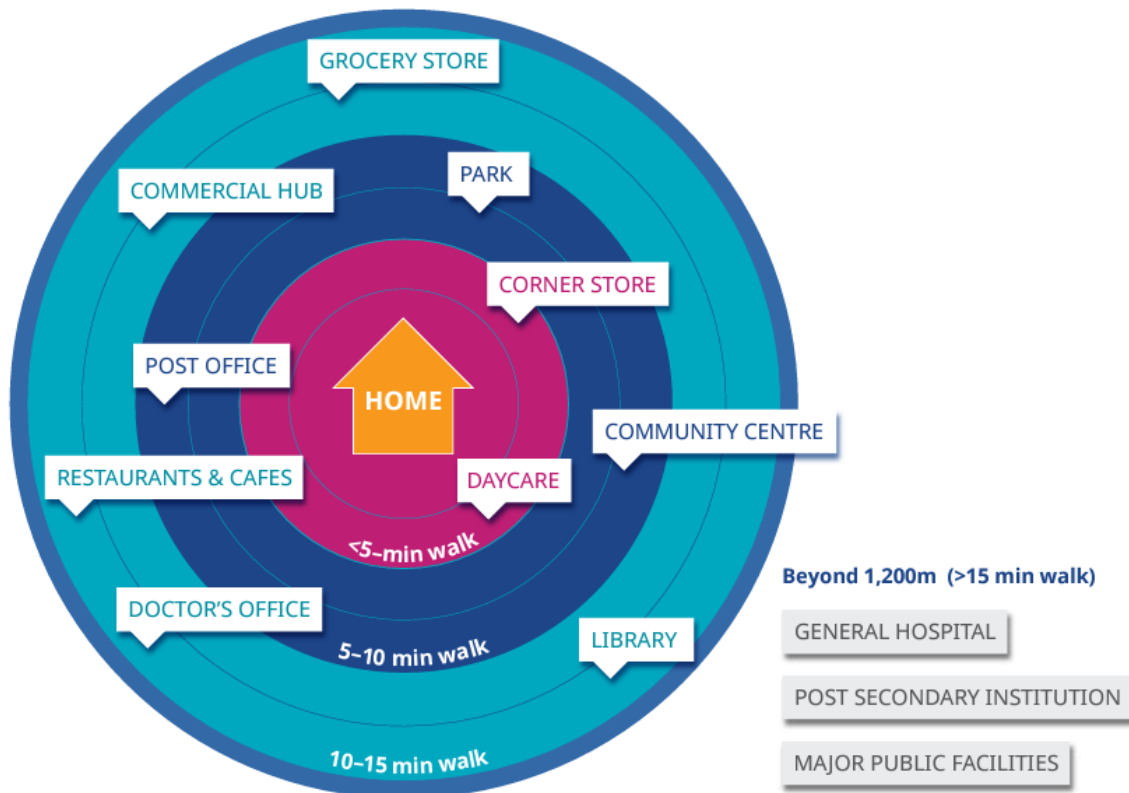 GROCERY STORE
PARK
COMMERCIAL HUB
CORNER STORE
POST OFFICE
HOME
COMMUNITY CENTRE
RESTAURANTS & CAFES
DAYCARE
<5–min walk
DOCTOR'S OFFICE
LIBRARY
5–10 min walk
10–15 min walk
Beyond 1,200m (>15 min walk)
GENERAL HOSPITAL
POST SECONDARY INSTITUTION
MAJOR PUBLIC FACILITIES